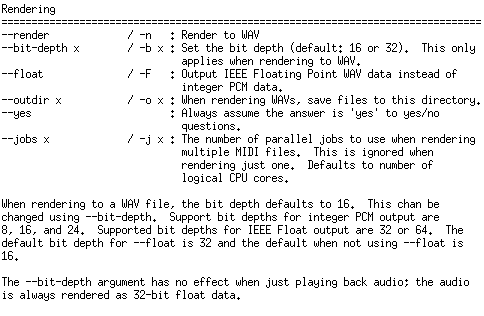 Rendering
================================================================================
--render          / -n   : Render to WAV
--bit-depth x     / -b x : Set the bit depth (default: 16 or 32).  This only
                           applies when rendering to WAV.
--float           / -F   : Output IEEE Floating Point WAV data instead of
                           integer PCM data.
--outdir x        / -o x : When rendering WAVs, save files to this directory.
--yes                    : Always assume the answer is 'yes' to yes/no
                           questions.
--jobs x          / -j x : The number of parallel jobs to use when rendering
                           multiple MIDI files.  This is ignored when
                           rendering just one.  Defaults to number of
                           logical CPU cores.

When rendering to a WAV file, the bit depth defaults to 16.  This chan be
changed using --bit-depth.  Support bit depths for integer PCM output are
8, 16, and 24.  Supported bit depths for IEEE Float output are 32 or 64.  The
default bit depth for --float is 32 and the default when not using --float is
16.

The --bit-depth argument has no effect when just playing back audio; the audio
is always rendered as 32-bit float data.